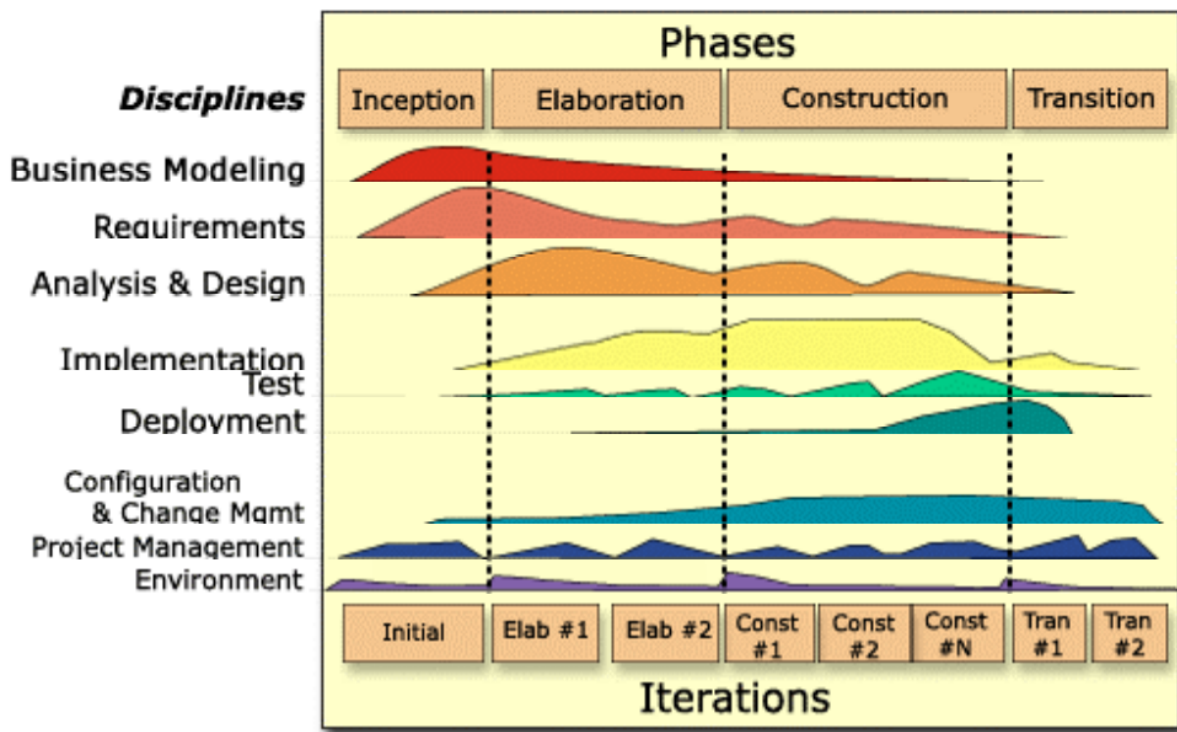 Phases
Disciplines
Inception
Elaboration
Construction
Transition
Business Modeling
Requirements
Analysis & Design
Implementation
Test
Deployment
Configuration
& Change Mgmt
Project Management
Environment
Initial
Elab #1
Elab #2
Const
#1
Const
#2
Const
#N
Tran
#1
Tran
#2
Iterations